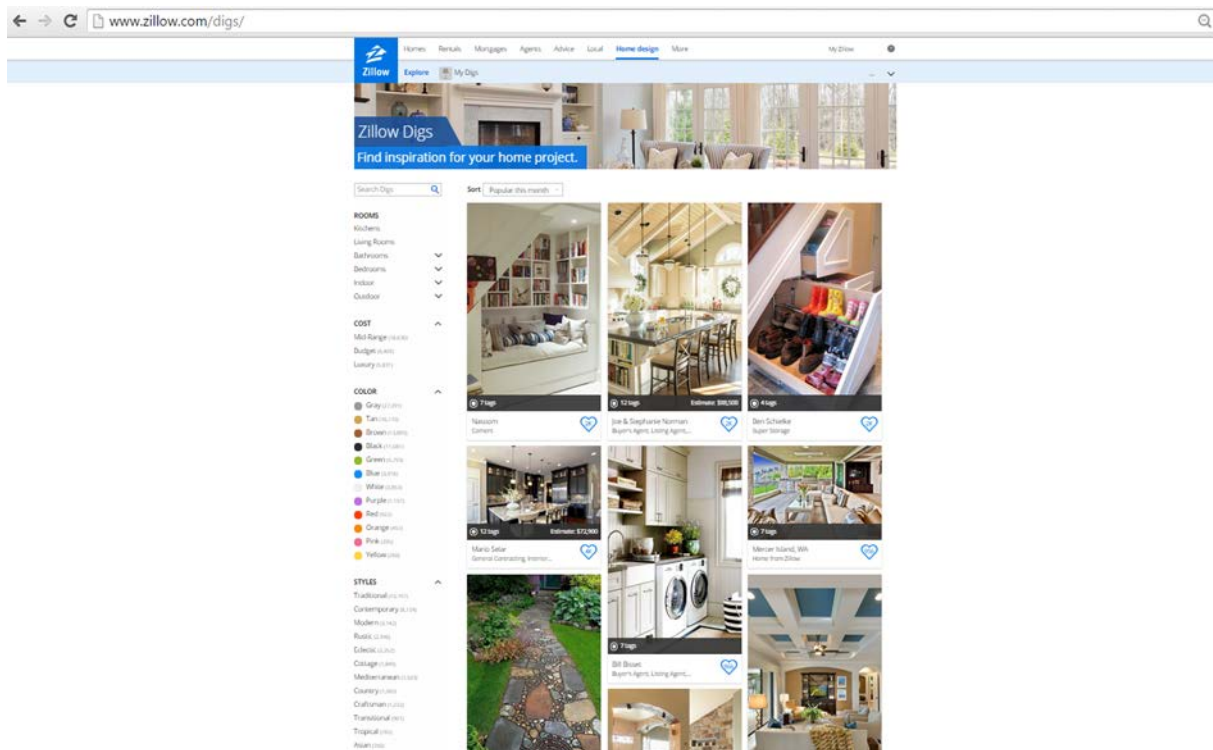 www.zillow.com/digs/
Homes Rentals Mortgages Agents Advice Local Home design More My Zillow
Zillow Explore My Digs
Zillow Digs
Find inspiration for your home project.
Search Digs
Sort Popular this month
ROOMS
Kitchens
Living Rooms
Bathrooms
Bedrooms
Indoor
Outdoor
COST
Mid-Range
Budget
Luxury
COLOR
Gray
Tan
Brown
Black
Green
Blue
White
Purple
Red
Orange
Pink
Yellow
STYLES
Traditional
Contemporary
Modern
Rustic
Eclectic
Cottage
Mediterranean
Country
Craftsman
Transitional
Tropical
Asian
7 tags
12 tags Estimate: $88,500
4 tags
Joe & Stephanie Norman
Buyer's Agent, Listing Agent,...
Ben Schielke
Super Storage
12 tags Estimate: $72,900
7 tags
Mario
General Contracting, Interior...
Mercer Island, WA
Home from Zillow
7 tags
Bill Bisset
Buyer's Agent, Listing Agent,...